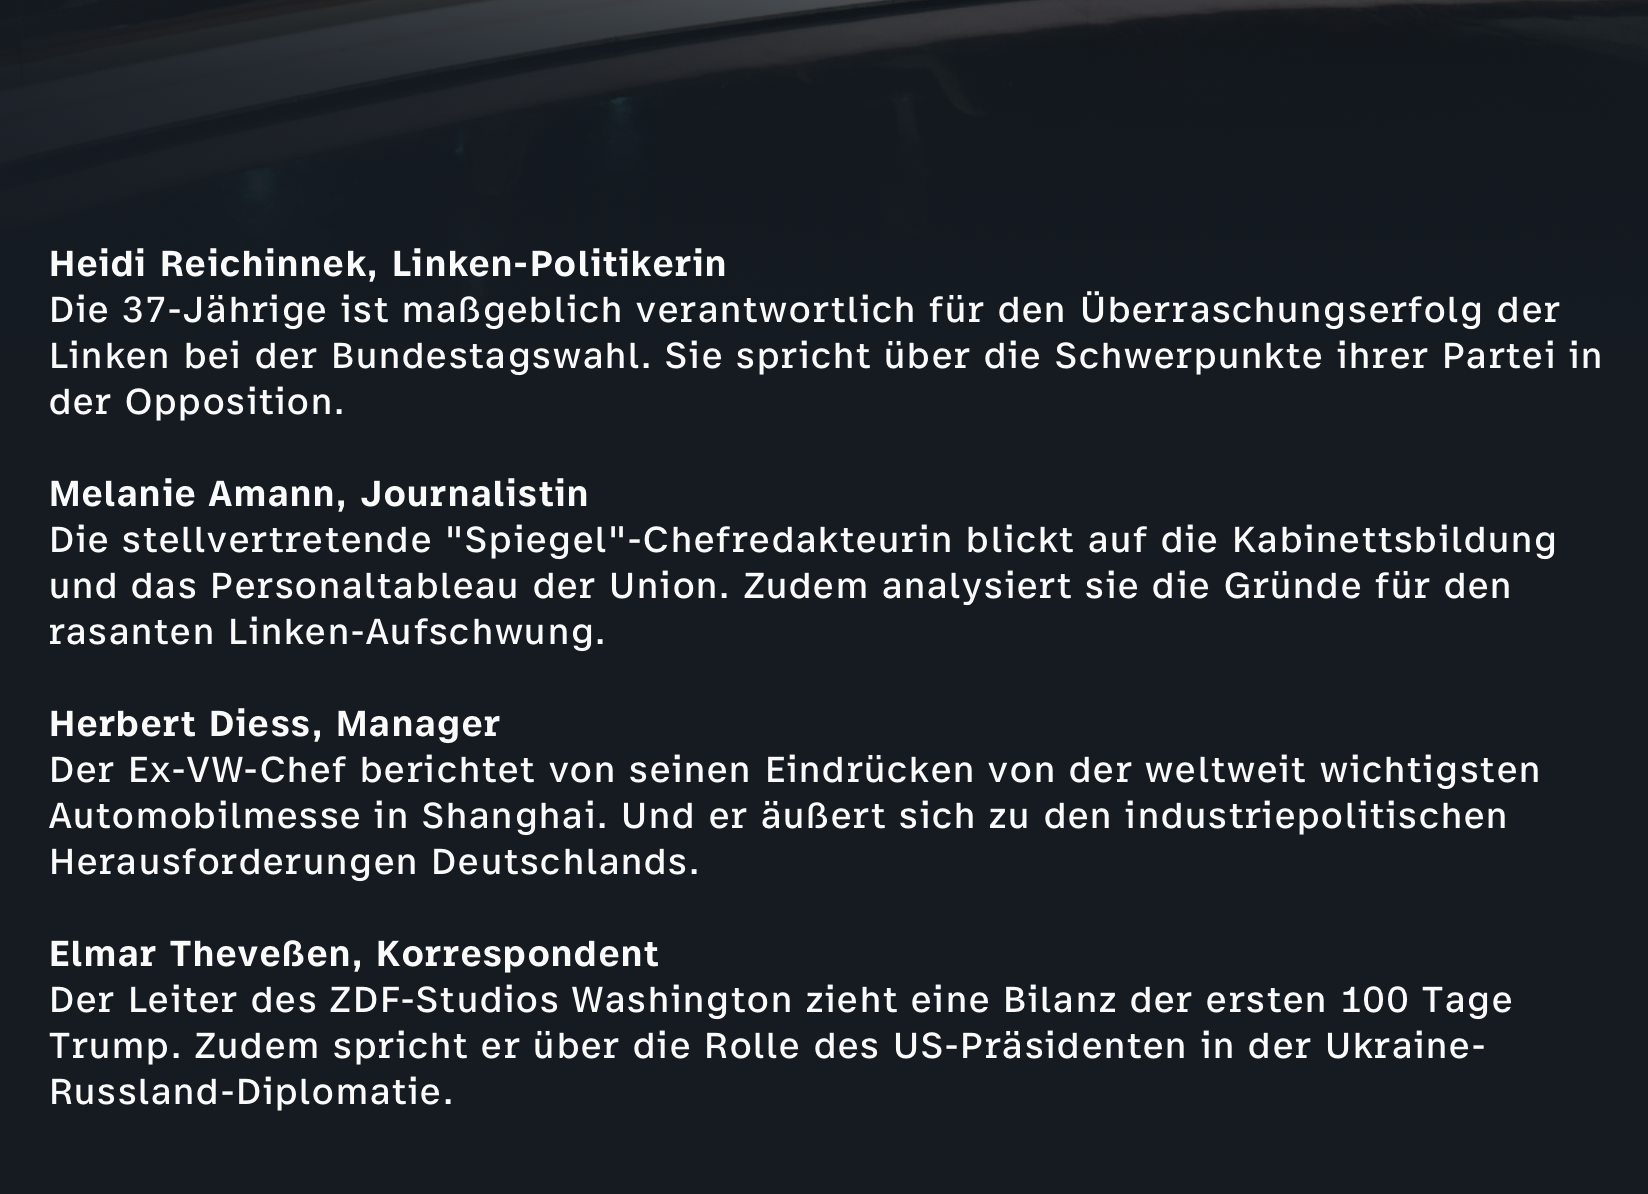 Heidi Reichinnek, Linken-Politikerin
Die 37-Jährige ist maßgeblich verantwortlich für den Überraschungserfolg der
Linken bei der Bundestagswahl. Sie spricht über die Schwerpunkte ihrer Partei in
der Opposition.
Melanie Amann, Journalistin
Die stellvertretende "Spiegel"-Chefredakteurin blickt auf die Kabinettsbildung
und das Personaltableau der Union. Zudem analysiert sie die Gründe für den
rasanten Linken-Aufschwung.
Herbert Diess, Manager
Der Ex-VW-Chef berichtet von seinen Eindrücken von der weltweit wichtigsten
Automobilmesse in Shanghai. Und er äußert sich zu den industriepolitischen
Herausforderungen Deutschlands.
Elmar Theveßen, Korrespondent
Der Leiter des ZDF-Studios Washington zieht eine Bilanz der ersten 100 Tage
Trump. Zudem spricht er über die Rolle des US-Präsidenten in der Ukraine-
Russland-Diplomatie.